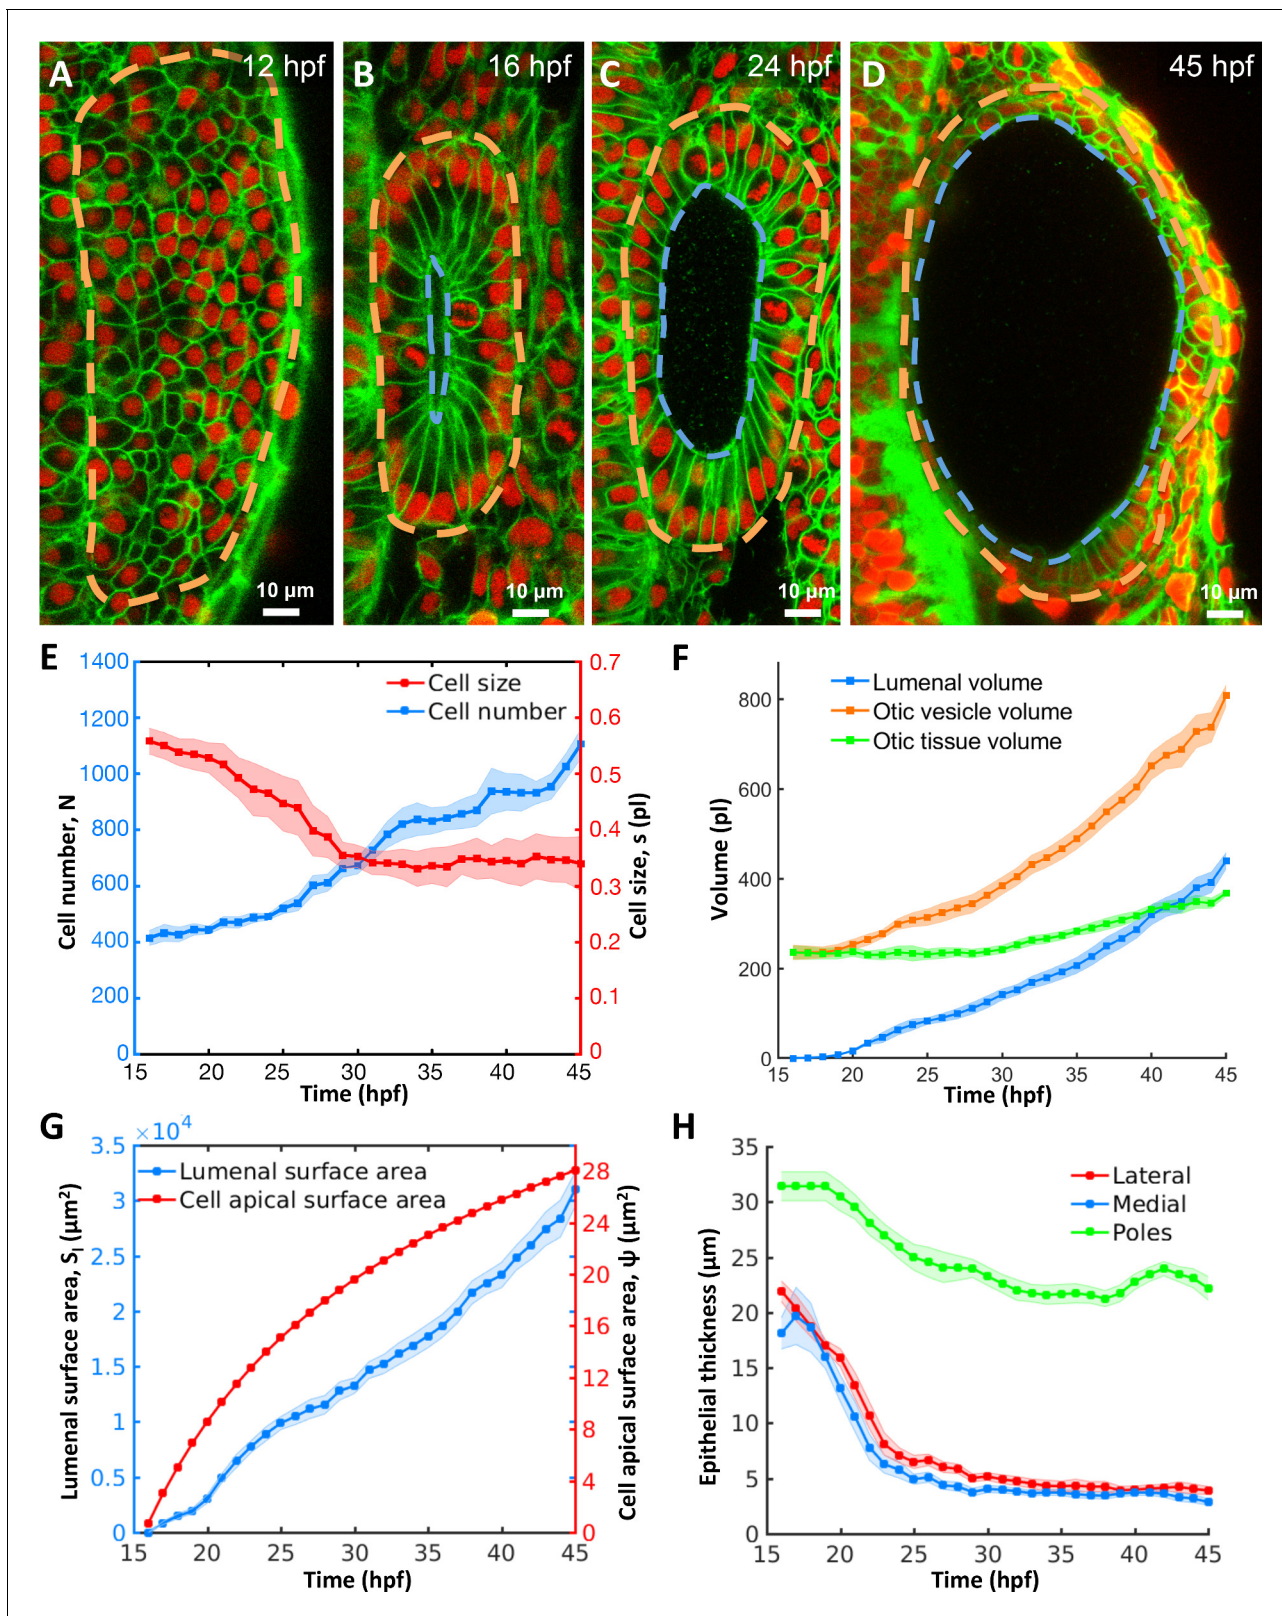 A 12 hpf B 16 hpf C 24 hpf D 45 hpf
10 µm 10 µm 10 µm 10 µm
E
Cell size
Cell number
Cell number, N
0 200 400 600 800 1000 1200 1400
Cell size, s (pl)
0 0.1 0.2 0.3 0.4 0.5 0.6 0.7
15 20 25 30 35 40 45
Time (hpf)
F
Lumenal volume
Otic vesicle volume
Otic tissue volume
Volume (pl)
0 200 400 600 800
15 20 25 30 35 40 45
Time (hpf)
G
×10⁴
Lumenal surface area
Cell apical surface area
Lumenal surface area, Sₗ (µm²)
0 0.5 1 1.5 2 2.5 3 3.5
Cell apical surface area, ψ (µm²)
0 4 8 12 16 20 24 28
15 20 25 30 35 40 45
Time (hpf)
H
Lateral
Medial
Poles
Epithelial thickness (µm)
0 5 10 15 20 25 30 35
15 20 25 30 35 40 45
Time (hpf)